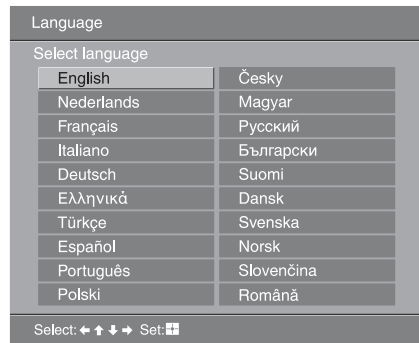 Language
Select language
English
Nederlands
Français
Italiano
Deutsch
Ελληνικά
Türkçe
Español
Português
Polski
Česky
Magyar
Русский
Български
Suomi
Dansk
Svenska
Norsk
Slovenčina
Română
Select: ← ↑ ↓ → Set: